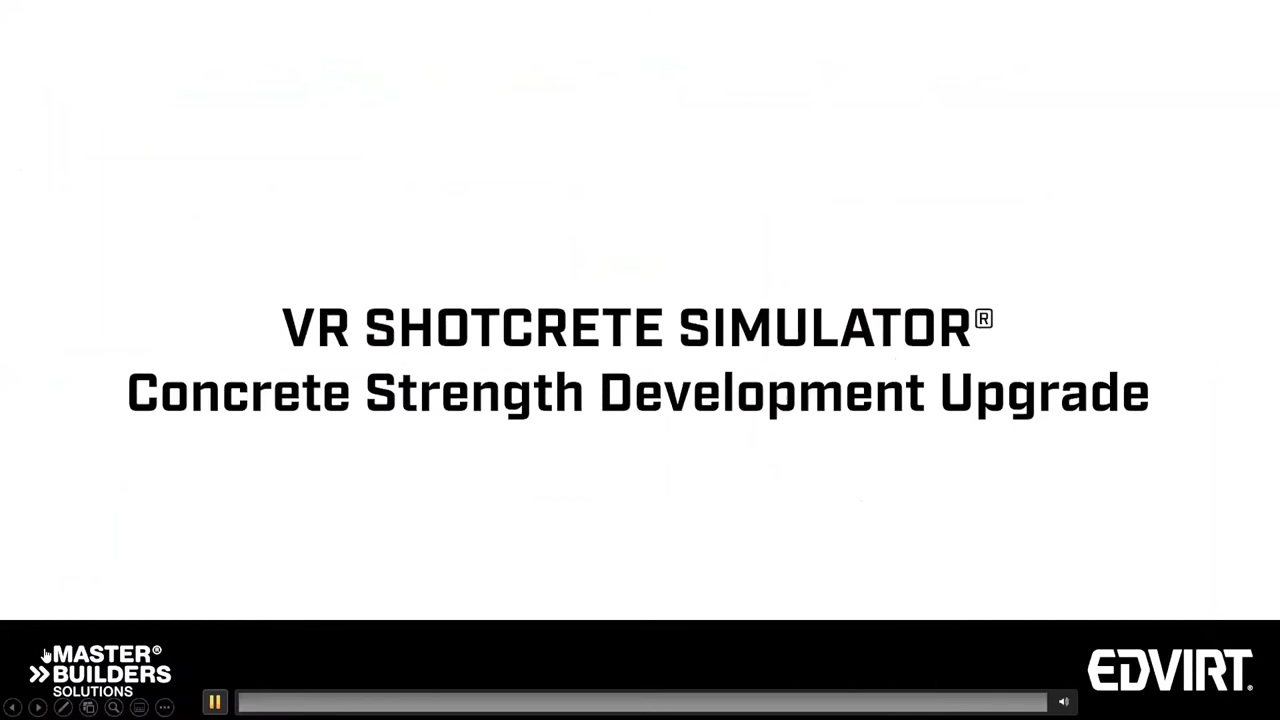 VR SHOTCRETE SIMULATOR®
Concrete Strength Development Upgrade
MASTER®
BUILDERS
SOLUTIONS
EDVIRT®